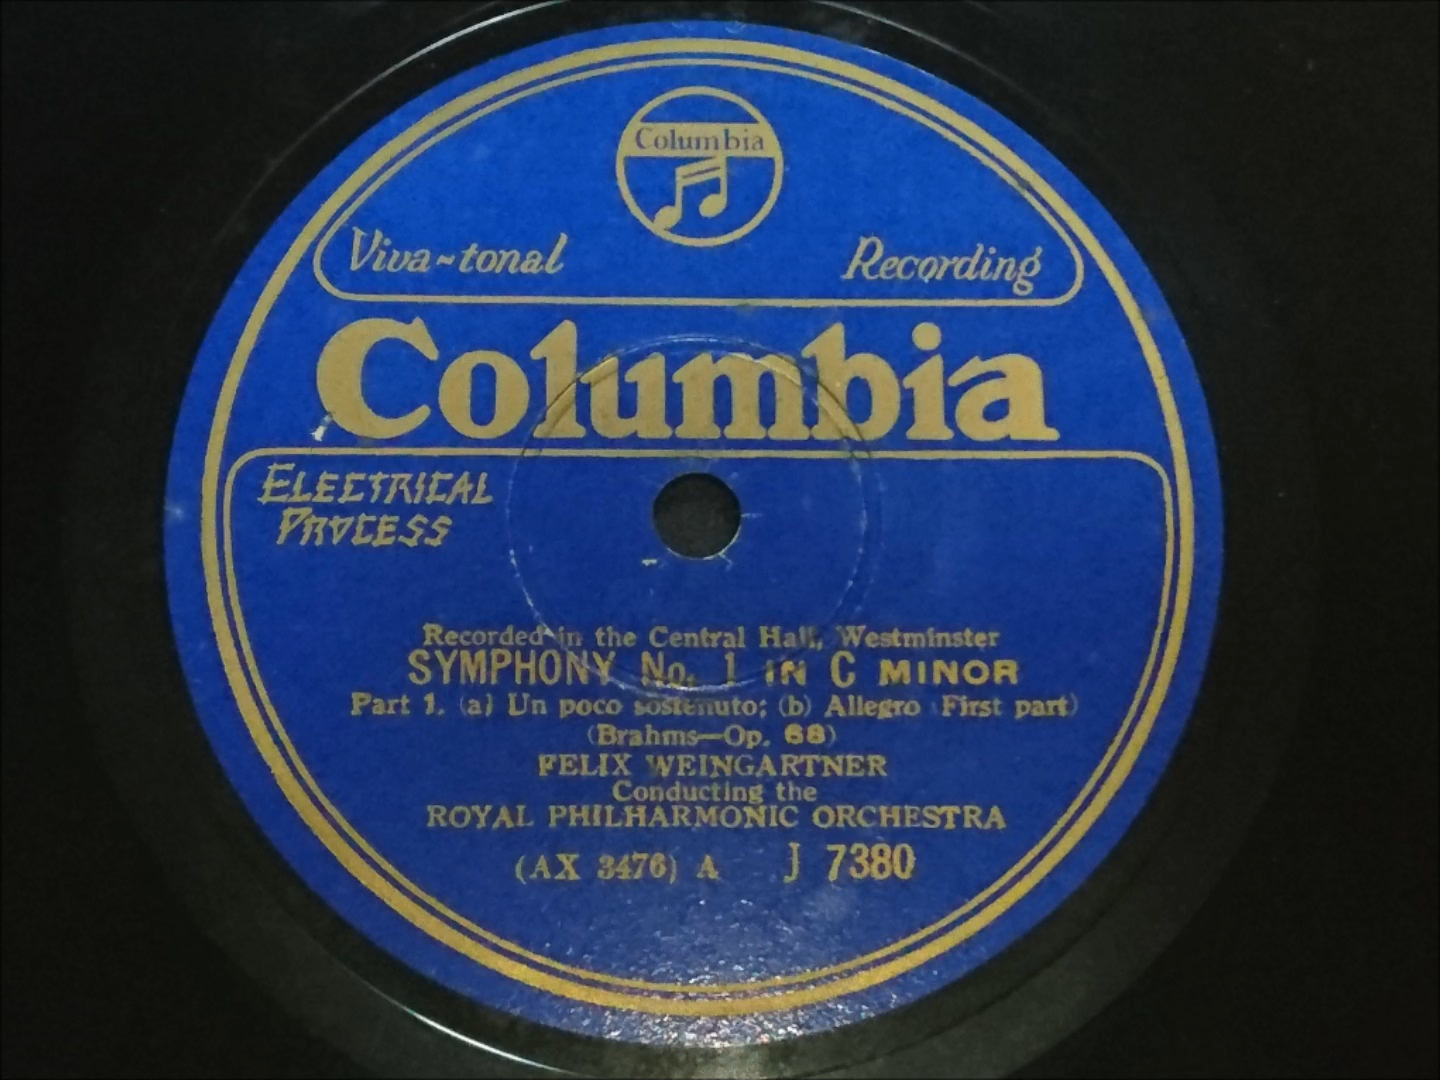 Columbia
Viva-tonal Recording
Columbia
ELECTRICAL
PROCESS
Recorded in the Central Hall, Westminster
SYMPHONY No. 1 IN C MINOR
Part 1. (a) Un poco sostenuto; (b) Allegro (First part)
(Brahms—Op. 68)
FELIX WEINGARTNER
Conducting the
ROYAL PHILHARMONIC ORCHESTRA
(AX 3476) A J 7380